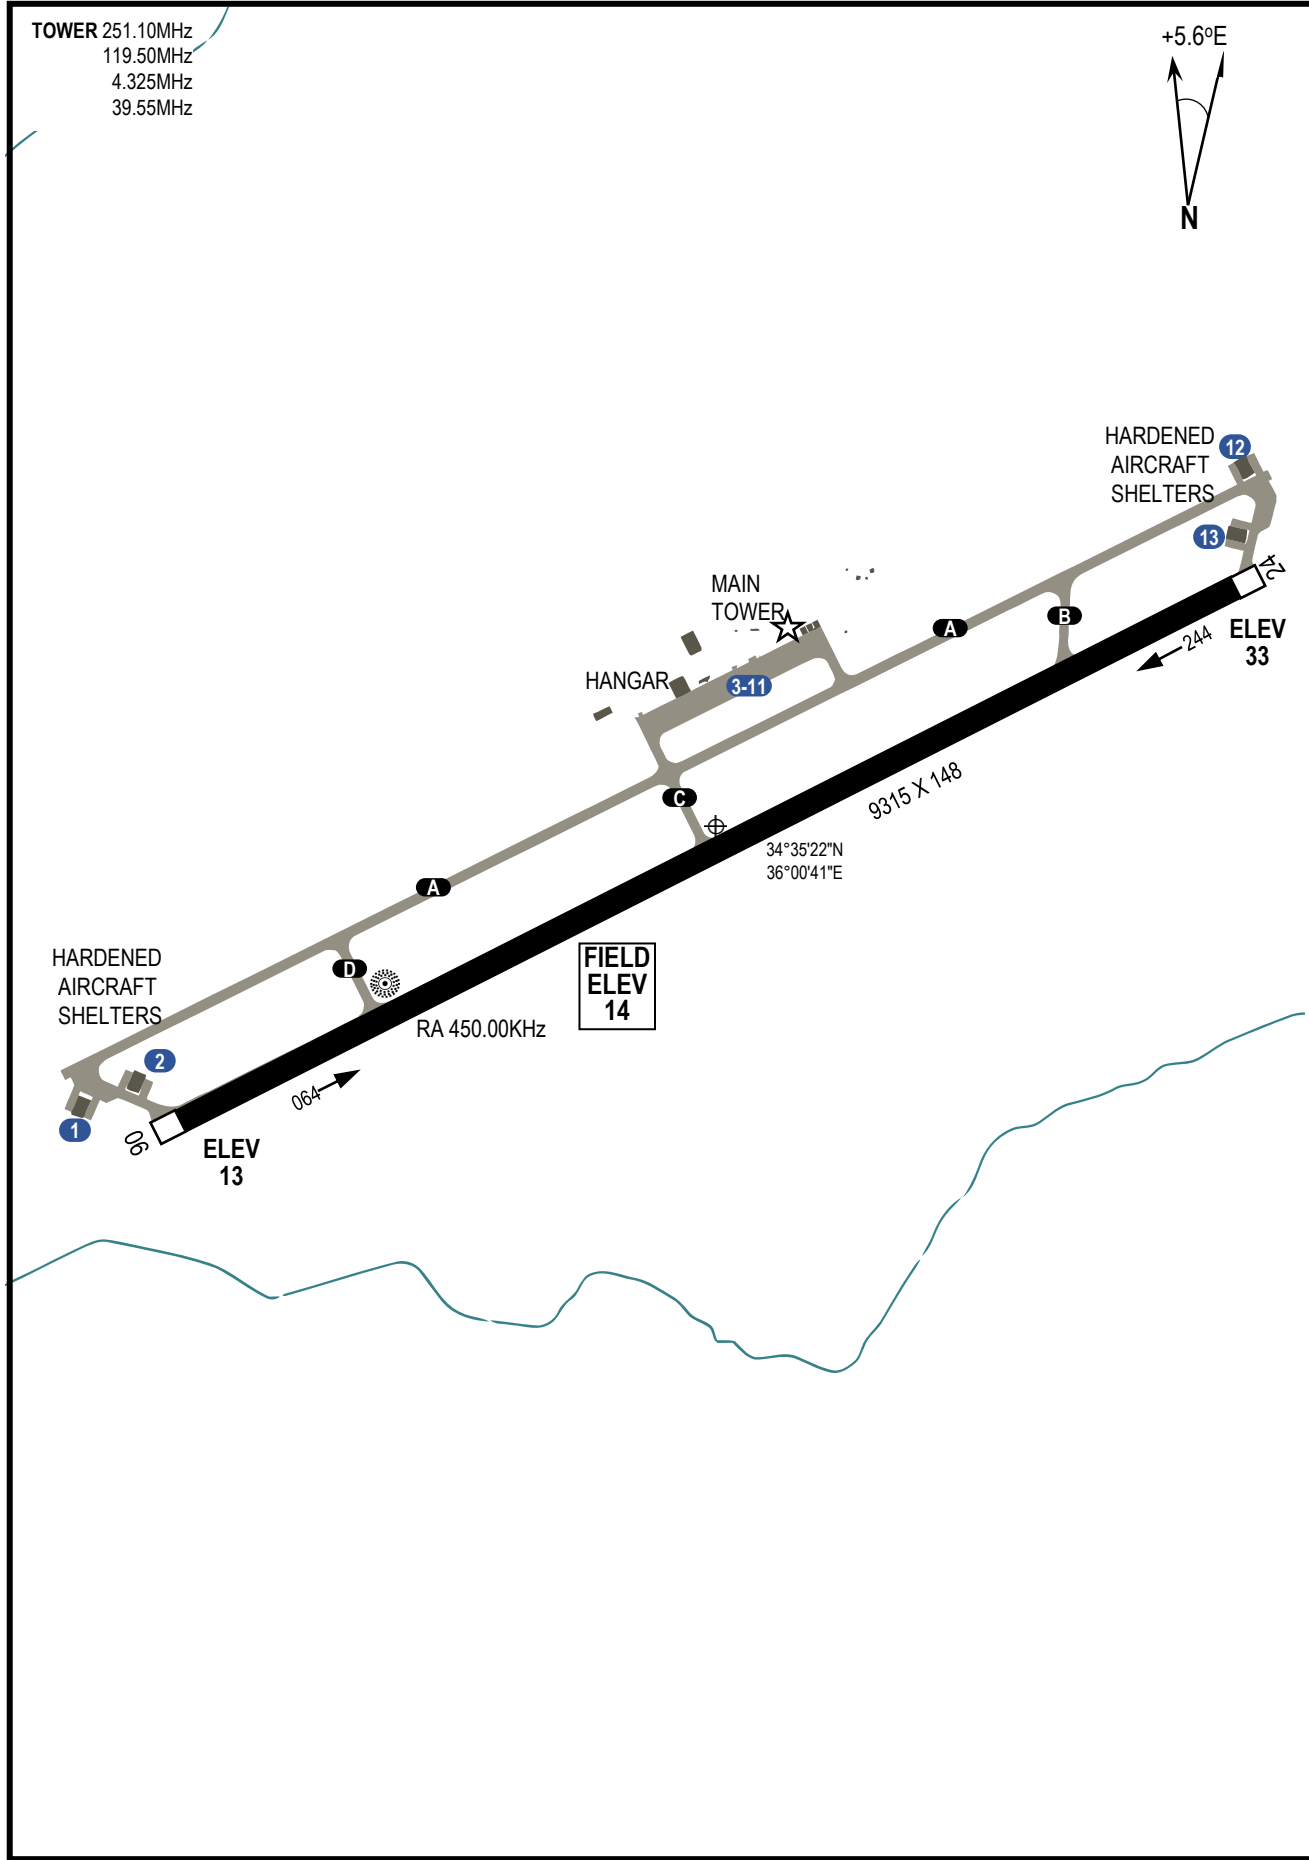 TOWER 251.10MHz
119.50MHz
4.325MHz
39.55MHz
+5.6ºE
N
HARDENED
AIRCRAFT
SHELTERS
12
13
24
ELEV
33
244
MAIN
TOWER
HANGAR
3-11
A
B
9315 X 148
C
34°35'22"N
36°00'41"E
A
FIELD
ELEV
14
HARDENED
AIRCRAFT
SHELTERS
D
RA 450.00KHz
2
1
064
06
ELEV
13